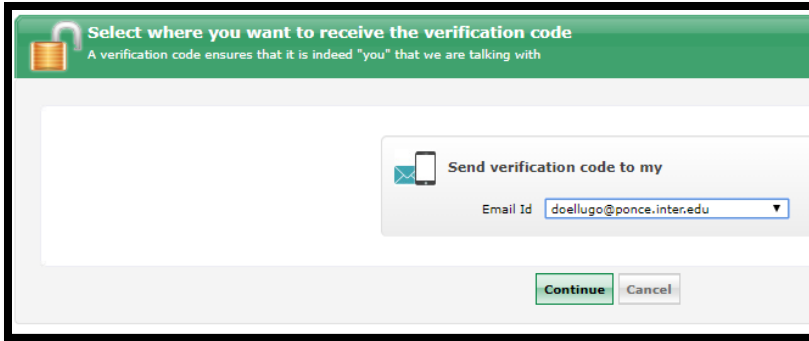 Select where you want to receive the verification code
A verification code ensures that it is indeed "you" that we are talking with
Send verification code to my
Email Id doellugo@ponce.inter.edu
Continue Cancel